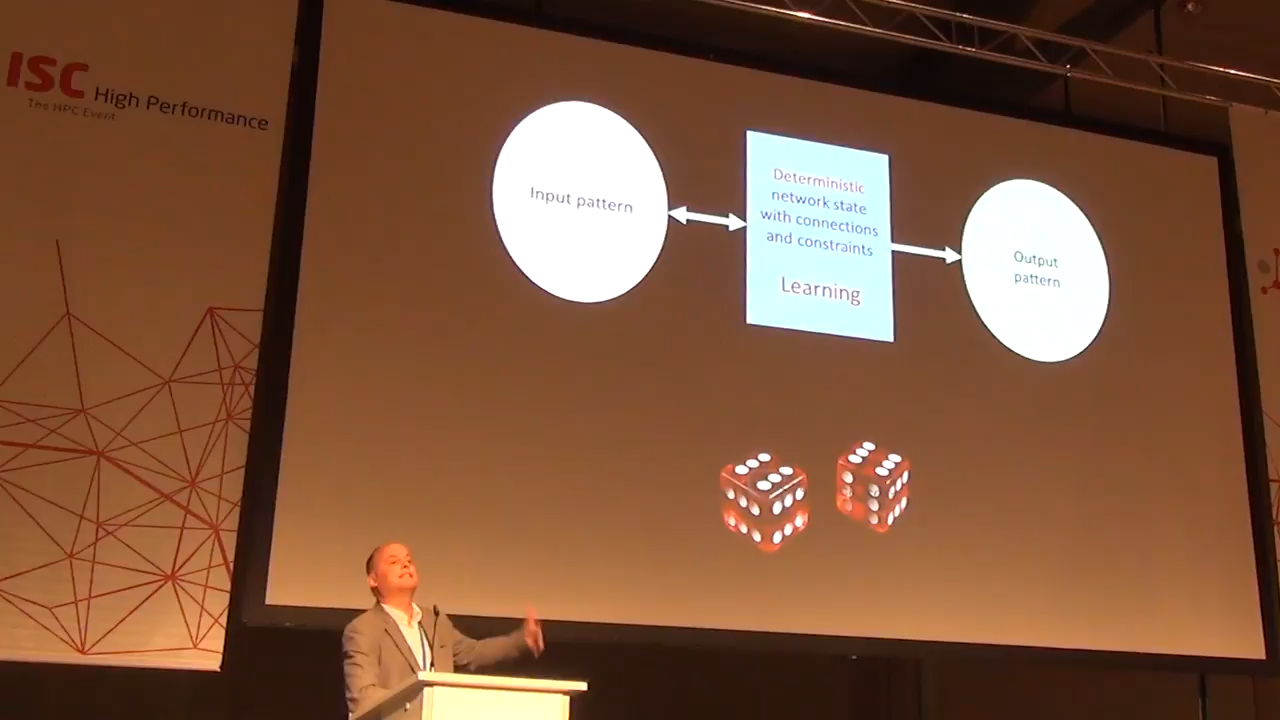 ISC High Performance
The HPC Event
Input pattern
Deterministic
network state
with connections
and constraints
Learning
Output
pattern